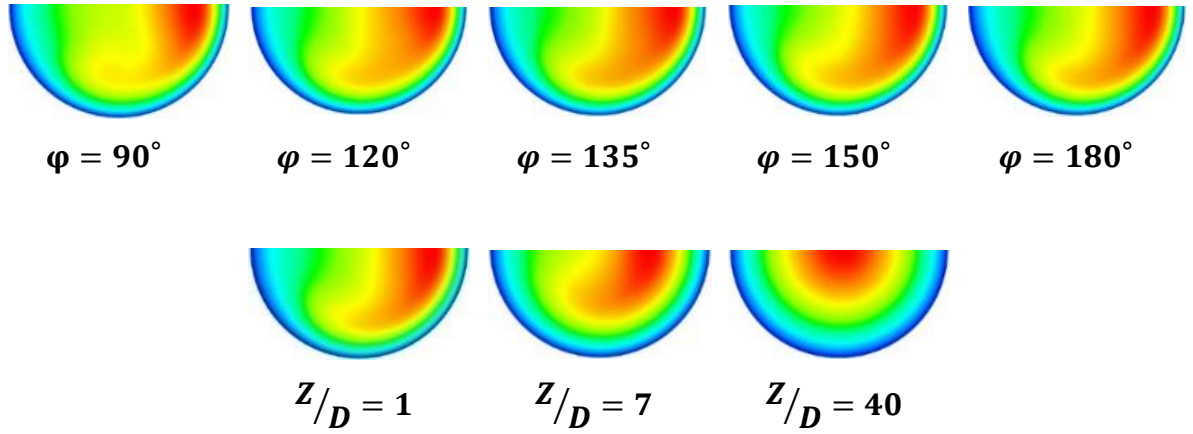 φ = 90°
φ = 120°
φ = 135°
φ = 150°
φ = 180°
Z/D = 1
Z/D = 7
Z/D = 40